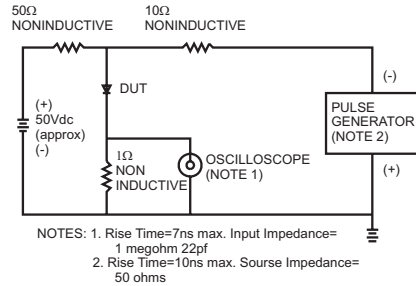 50Ω
NONINDUCTIVE
10Ω
NONINDUCTIVE
(+)
50Vdc
(approx)
(-)
DUT
1Ω
NON
INDUCTIVE
OSCILLOSCOPE
(NOTE 1)
(-)
PULSE
GENERATOR
(NOTE 2)
(+)
NOTES: 1. Rise Time=7ns max. Input Impedance=
1 megohm 22pf
2. Rise Time=10ns max. Sourse Impedance=
50 ohms